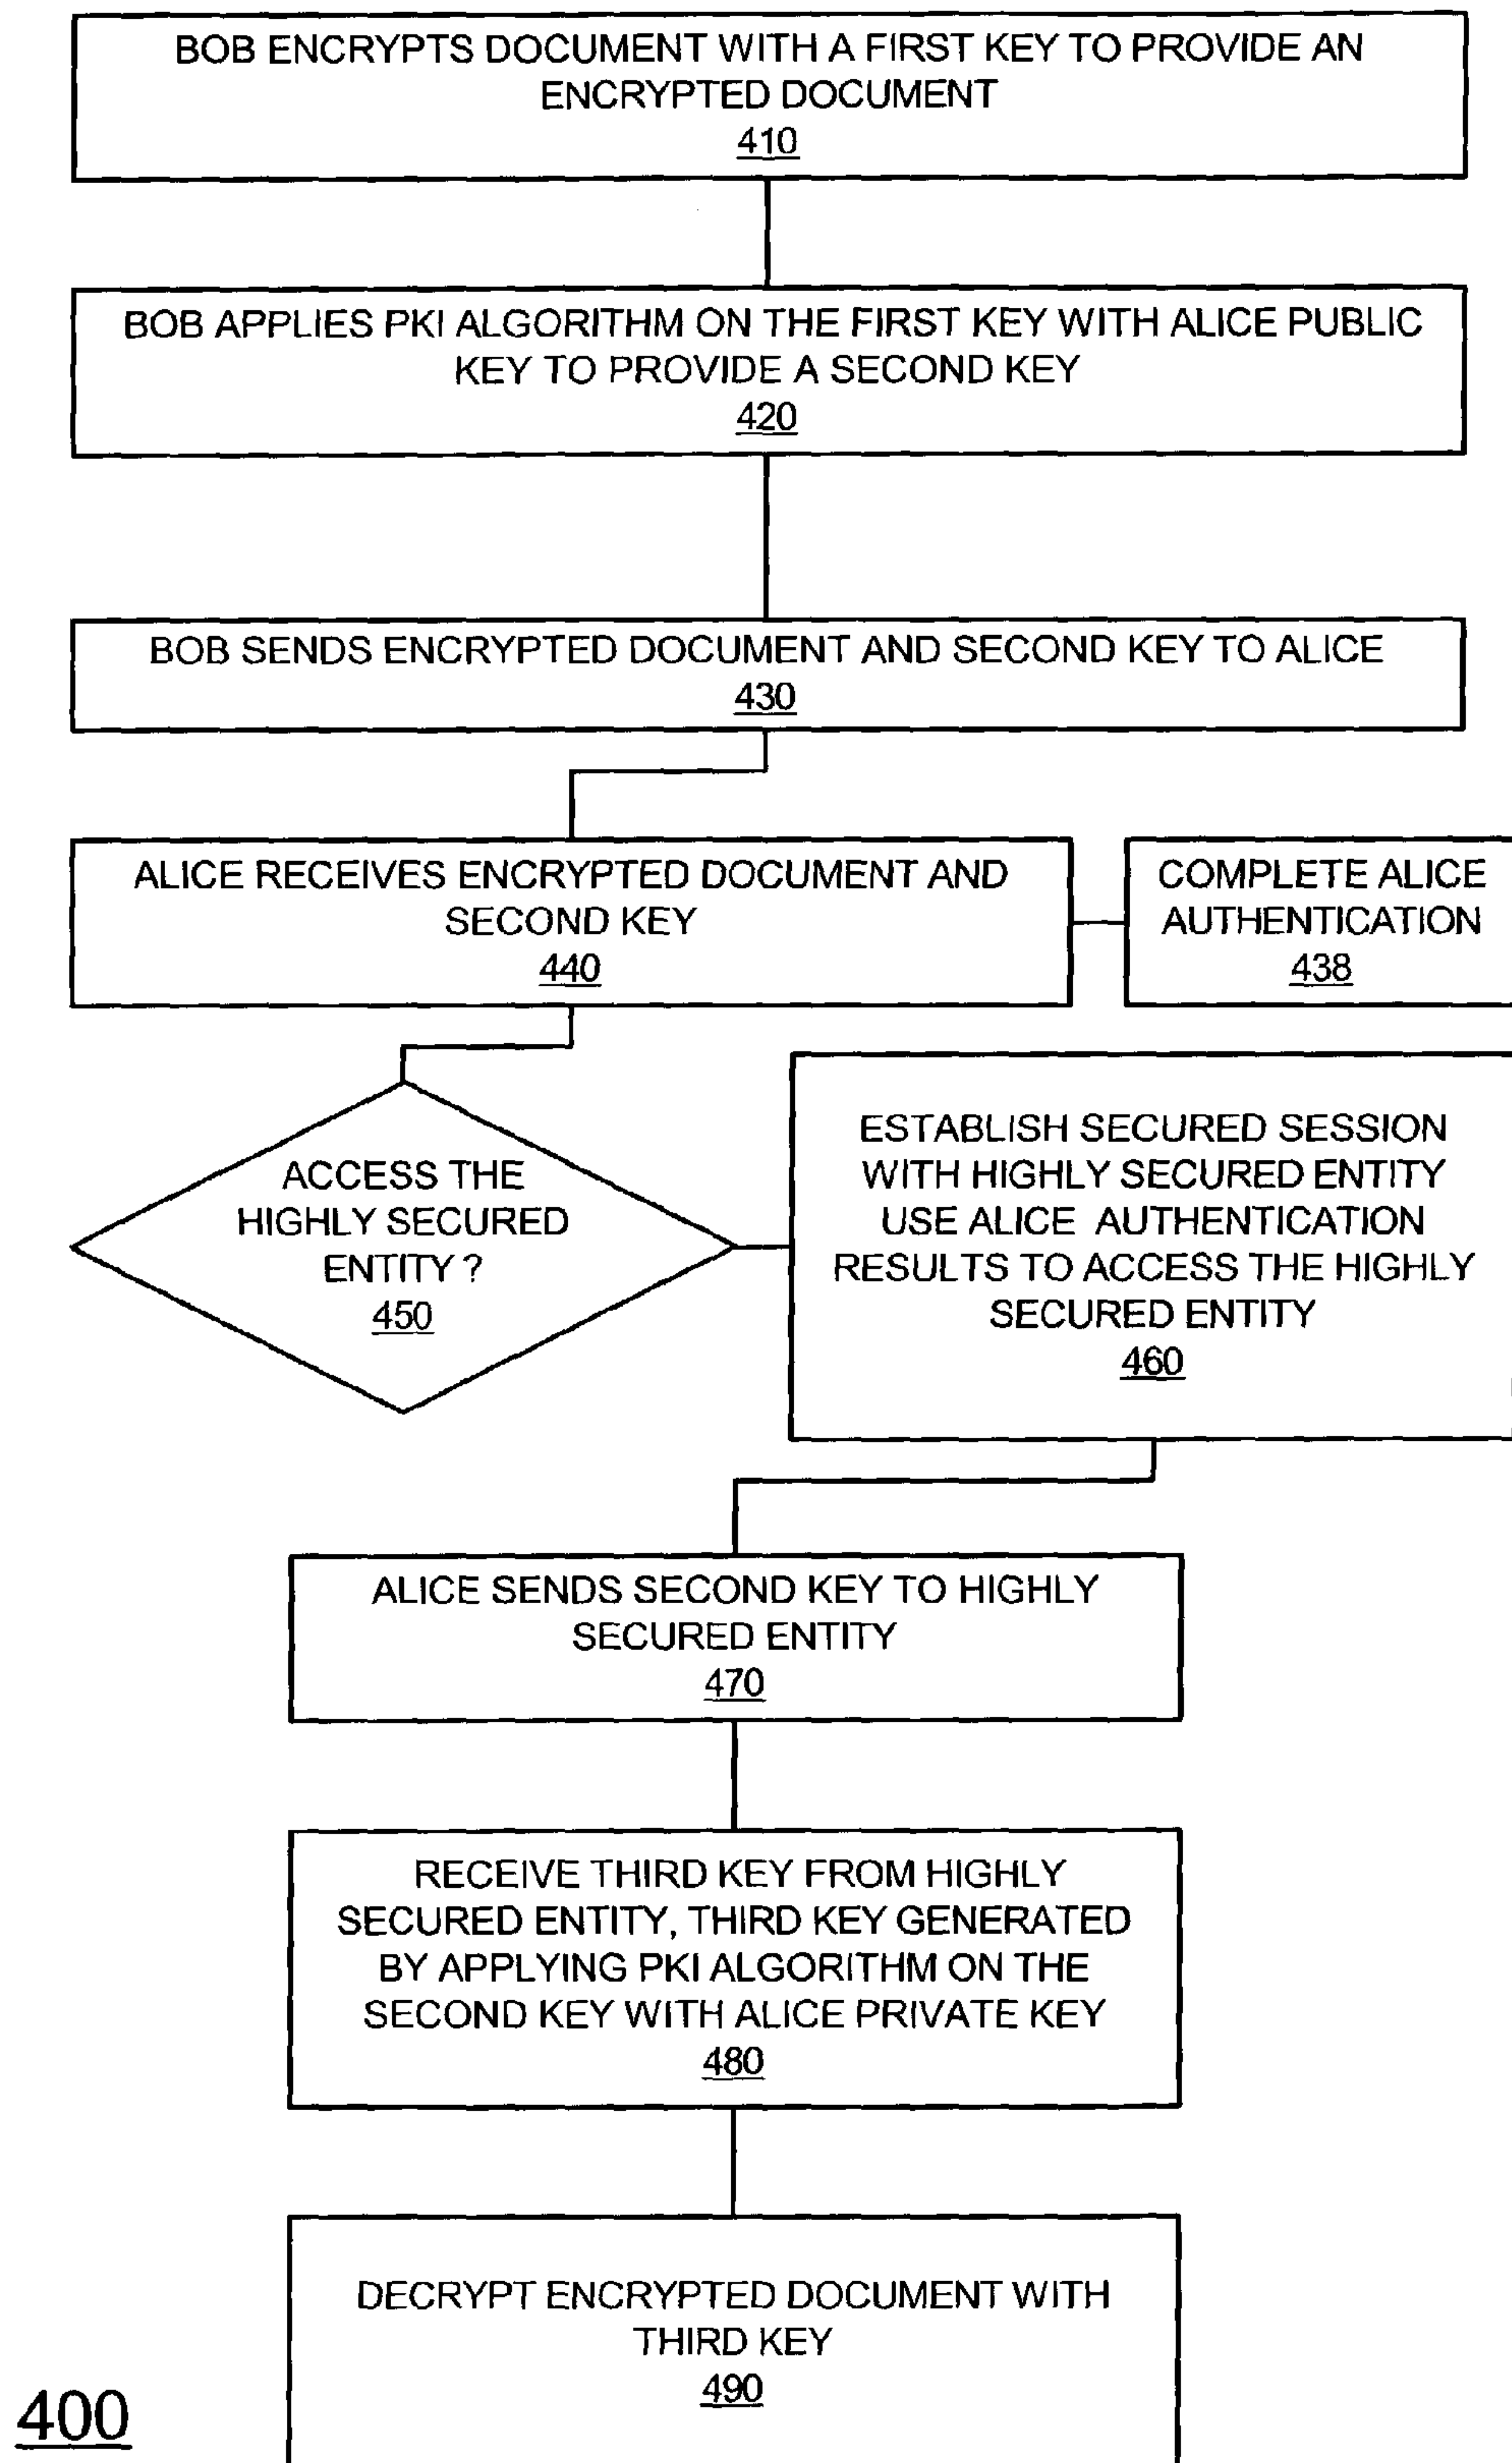 BOB ENCRYPTS DOCUMENT WITH A FIRST KEY TO PROVIDE AN
ENCRYPTED DOCUMENT
410
BOB APPLIES PKI ALGORITHM ON THE FIRST KEY WITH ALICE PUBLIC
KEY TO PROVIDE A SECOND KEY
420
BOB SENDS ENCRYPTED DOCUMENT AND SECOND KEY TO ALICE
430
ALICE RECEIVES ENCRYPTED DOCUMENT AND
SECOND KEY
440
COMPLETE ALICE
AUTHENTICATION
438
ACCESS THE
HIGHLY SECURED
ENTITY ?
450
ESTABLISH SECURED SESSION
WITH HIGHLY SECURED ENTITY
USE ALICE AUTHENTICATION
RESULTS TO ACCESS THE HIGHLY
SECURED ENTITY
460
ALICE SENDS SECOND KEY TO HIGHLY
SECURED ENTITY
470
RECEIVE THIRD KEY FROM HIGHLY
SECURED ENTITY, THIRD KEY GENERATED
BY APPLYING PKI ALGORITHM ON THE
SECOND KEY WITH ALICE PRIVATE KEY
480
DECRYPT ENCRYPTED DOCUMENT WITH
THIRD KEY
490
400